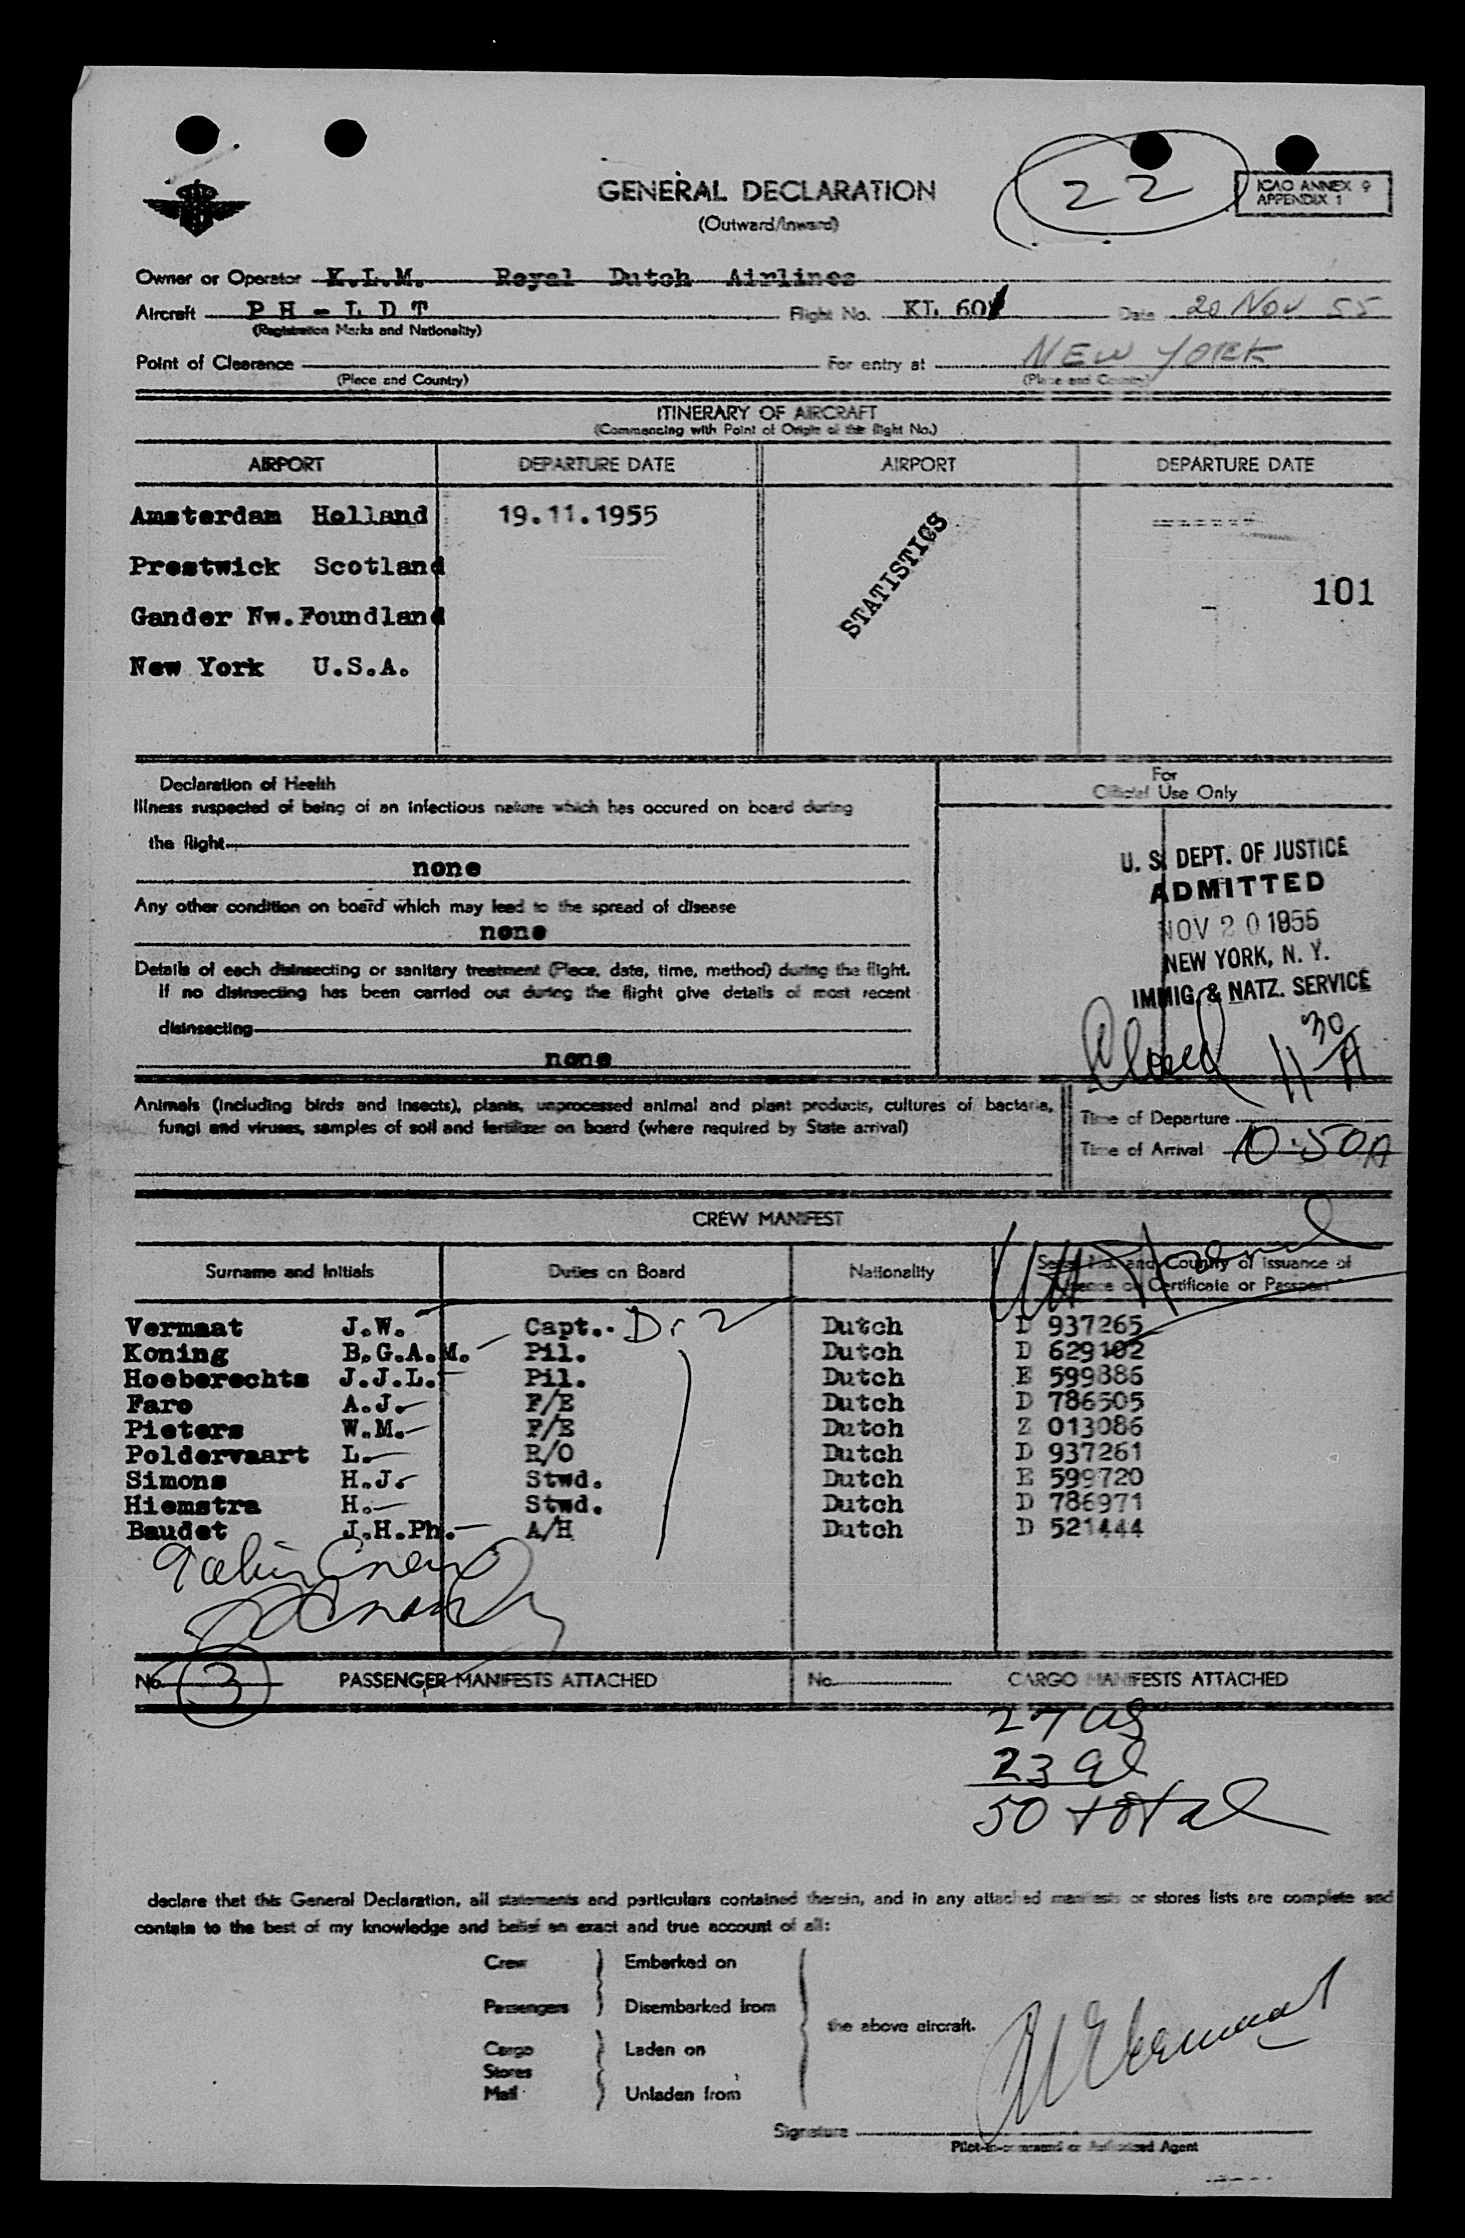 GENERAL DECLARATION
(Outward/Inward)
22
ICAO ANNEX 9
APPENDIX 1
Owner or Operator K.L.M. Royal Dutch Airlines
Aircraft PH - LDT Flight No. KL 60 Date 20 Nov 55
(Registration Marks and Nationality)
Point of Clearance For entry at NEW YORK
(Place and Country) (Place and Country)
ITINERARY OF AIRCRAFT
(Commencing with Point of Origin of the flight No.)
AIRPORT DEPARTURE DATE AIRPORT DEPARTURE DATE
Amsterdam Holland 19.11.1955
STATISTICS
Prestwick Scotland
101
Gander Nw.Foundland
New York U.S.A.
Declaration of Health
Illness suspected of being of an infectious nature which has occured on board during
the flight
none
Any other condition on board which may lead to the spread of disease
none
Details of each disinsecting or sanitary treatment (Place, date, time, method) during the flight.
If no disinsecting has been carried out during the flight give details of most recent
disinsecting
none
For
Official Use Only
U. S. DEPT. OF JUSTICE
ADMITTED
NOV 20 1955
NEW YORK, N. Y.
IMMIG. & NATZ. SERVICE
Closed 11 30 A
Animals (including birds and insects), plants, unprocessed animal and plant products, cultures of bacteria,
fungi and viruses, samples of soil and fertilizer on board (where required by State arrival)
Time of Departure
Time of Arrival 10:50A
CREW MANIFEST
Surname and Initials Duties on Board Nationality Serial No. and Country of issuance of
Licence or Certificate or Passport
Vermaat J.W. Capt. Dutch D 937265
Koning B.G.A.M. Pil. Dutch D 629102
Hoeberechts J.J.L. Pil. Dutch E 599886
Faro A.J. F/E Dutch D 786505
Pieters W.M. F/E Dutch Z 013086
Poldervaart L. R/O Dutch D 937261
Simons H.J. Stwd. Dutch E 599720
Hiemstra H. Stwd. Dutch D 786971
Baudet J.H.Ph. A/H Dutch D 521444
No. 3 PASSENGER MANIFESTS ATTACHED No. CARGO MANIFESTS ATTACHED
27 US
23 al
50 total
declare that this General Declaration, all statements and particulars contained therein, and in any attached manifests or stores lists are complete and
contain to the best of my knowledge and belief an exact and true account of all:
Crew Embarked on
Passengers Disembarked from
the above aircraft.
Cargo Laden on
Stores
Mail Unladen from
Signature
Pilot-in-command or Authorized Agent